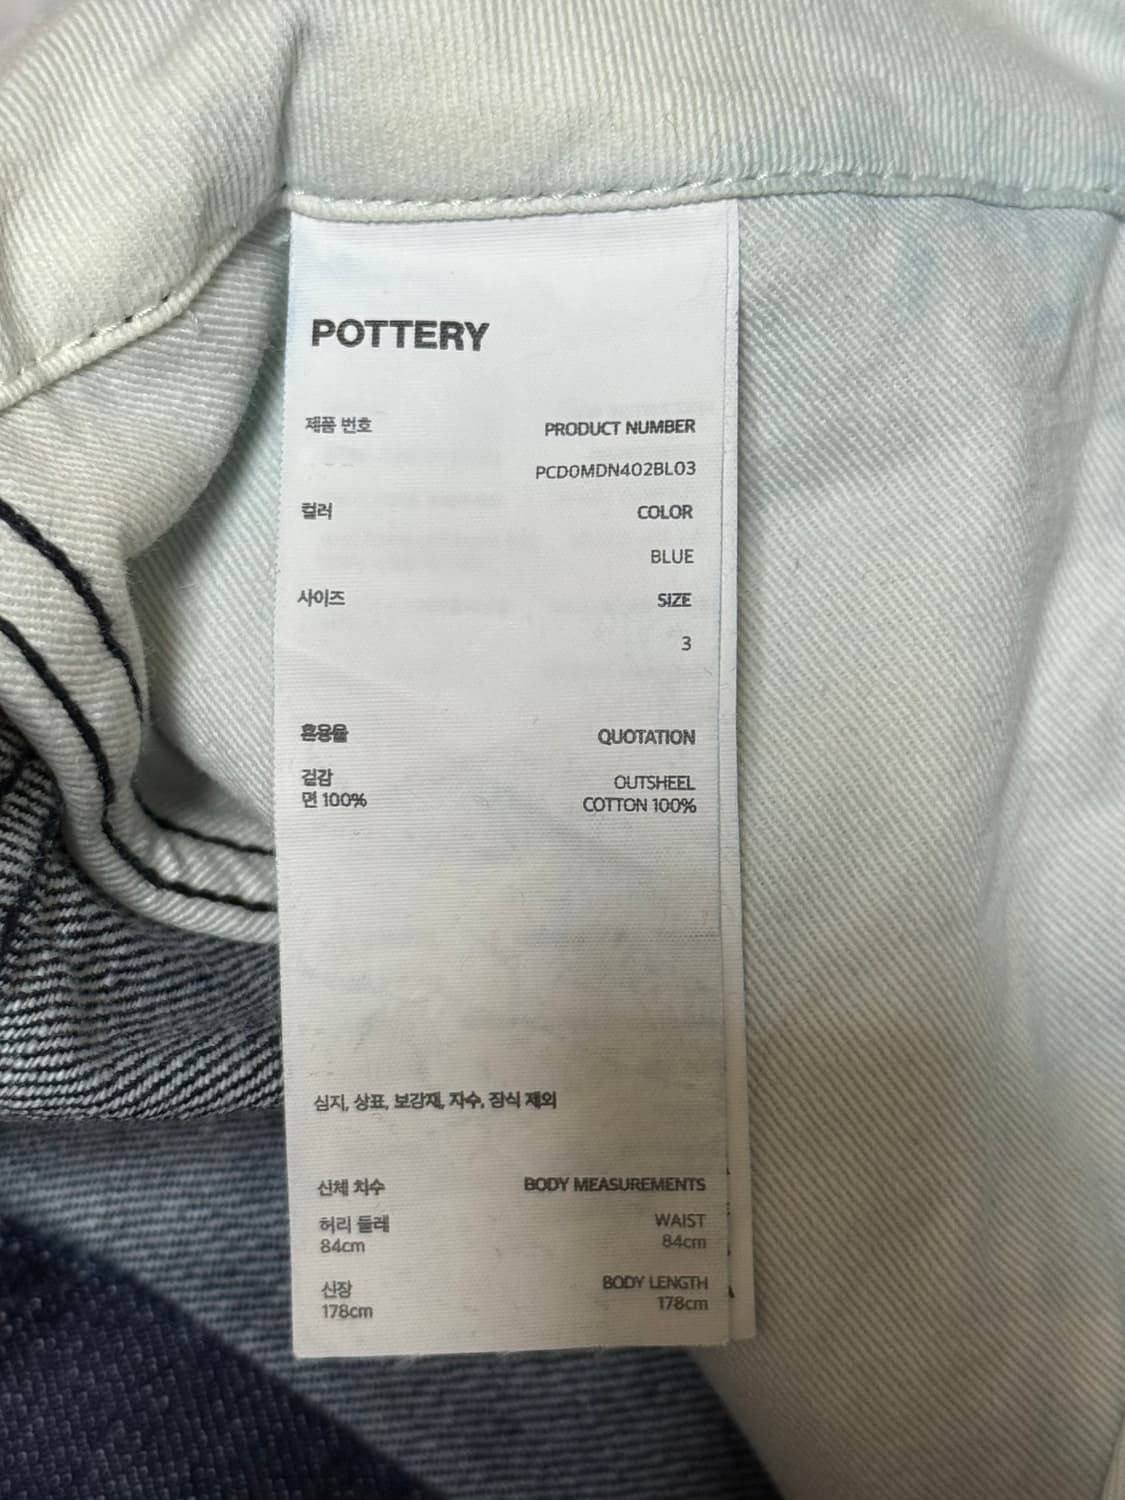 POTTERY
제품 번호 PRODUCT NUMBER
PCD0MDN402BL03
컬러 COLOR
BLUE
사이즈 SIZE
3
혼용율 QUOTATION
겉감 OUTSHEEL
면 100% COTTON 100%
심지, 상표, 보강재, 자수, 장식 제외
신체 치수 BODY MEASUREMENTS
허리 둘레 WAIST
84cm 84cm
신장 BODY LENGTH
178cm 178cm